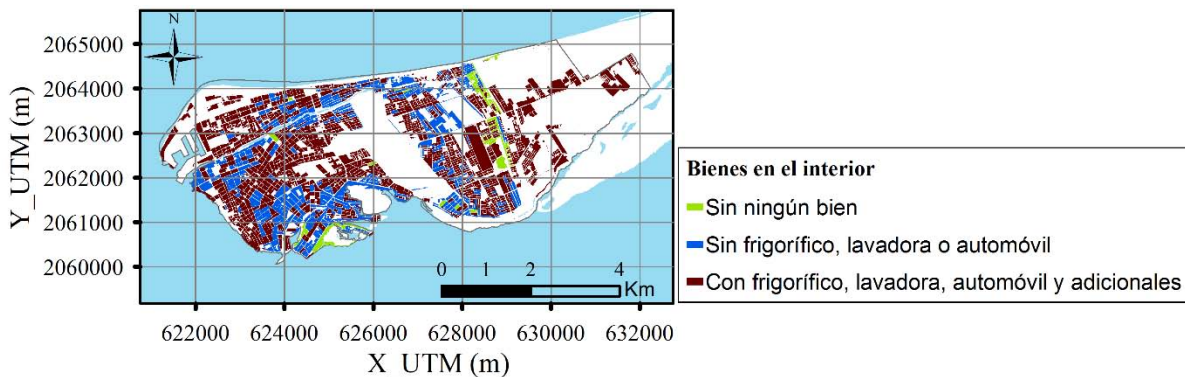 N
2065000
2064000
2063000
2062000
2061000
2060000
Y_UTM (m)
0 1 2 4
Km
622000 624000 626000 628000 630000 632000
X_UTM (m)
Bienes en el interior
Sin ningún bien
Sin frigorífico, lavadora o automóvil
Con frigorífico, lavadora, automóvil y adicionales